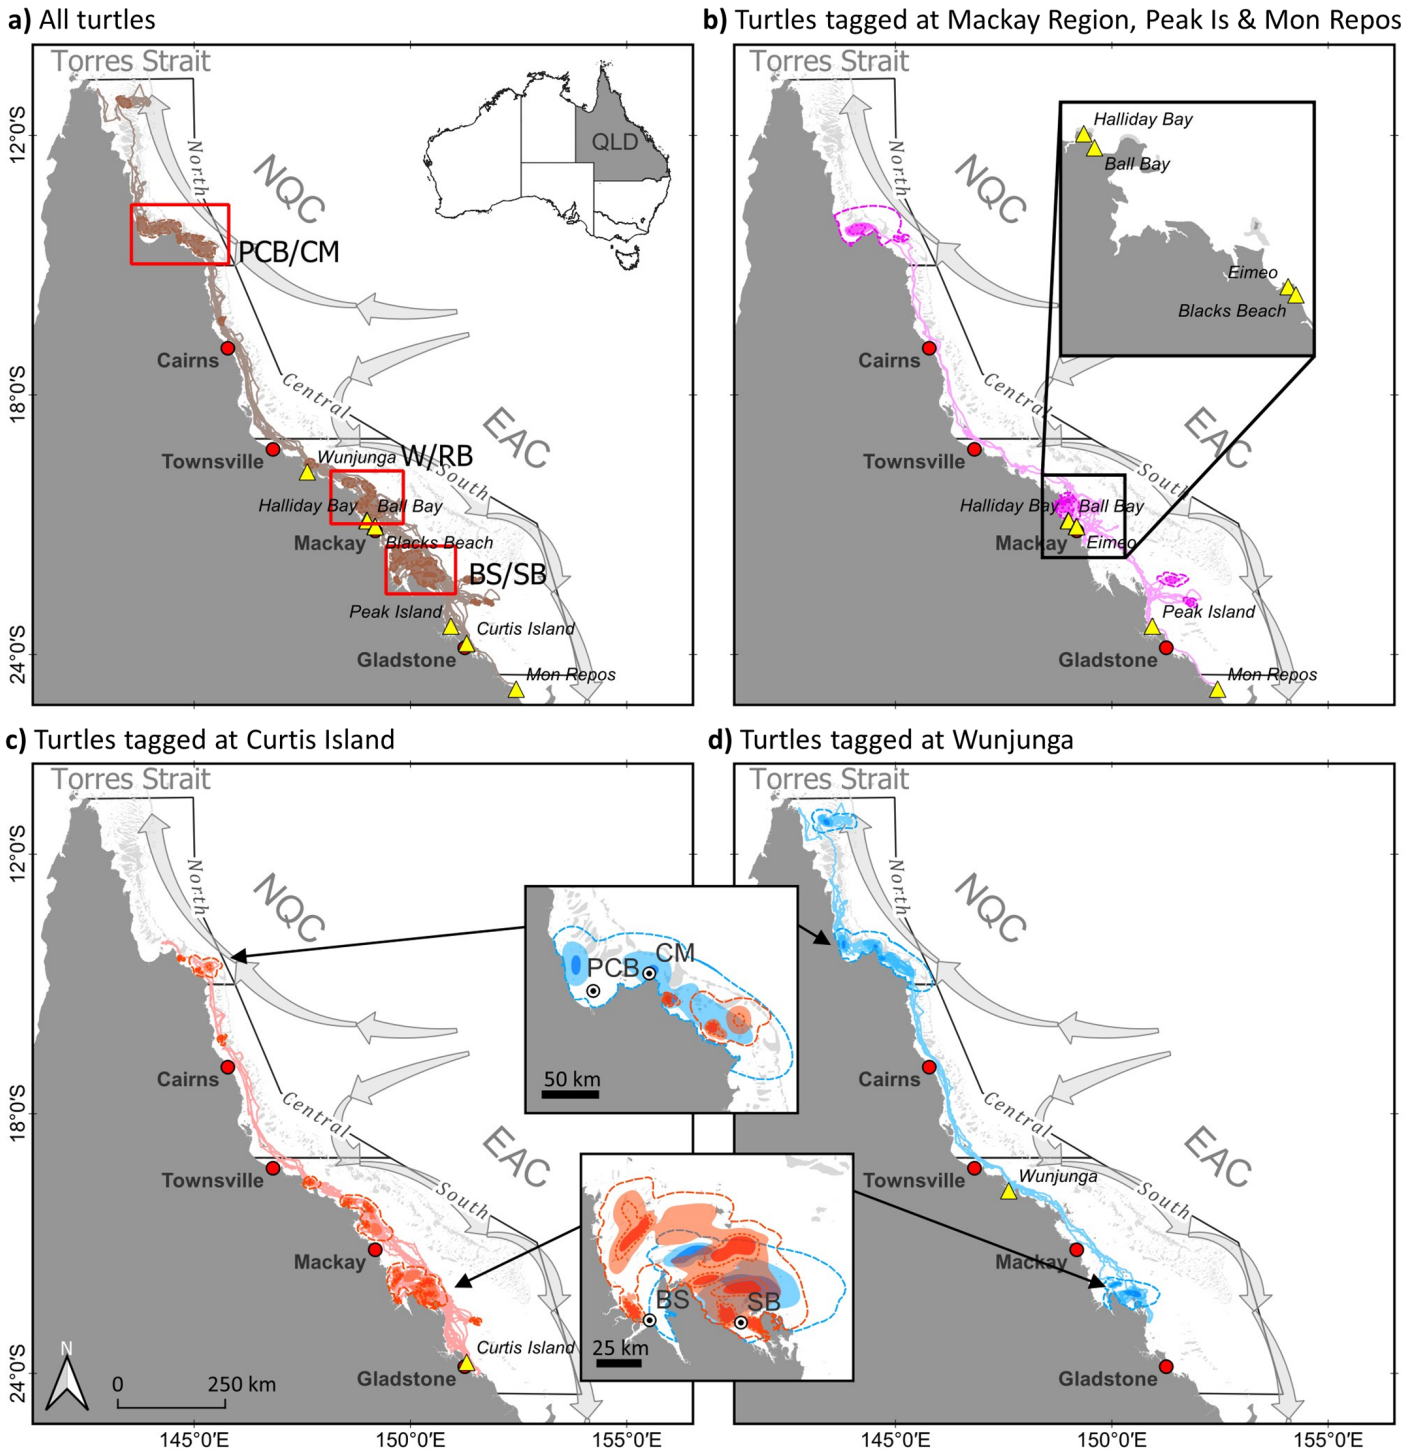 a) All turtles
Torres Strait
12°0'S
18°0'S
24°0'S
North
NQC
QLD
PCB/CM
Cairns
Central
EAC
Townsville
Wunjunga
W/RB
South
Halliday Bay
Ball Bay
Mackay
Blacks Beach
BS/SB
Peak Island
Curtis Island
Gladstone
Mon Repos
b) Turtles tagged at Mackay Region, Peak Is & Mon Repos
Torres Strait
North
NQC
Halliday Bay
Ball Bay
Eimeo
Blacks Beach
Cairns
Central
EAC
Townsville
South
Halliday Bay
Ball Bay
Mackay
Eimeo
Peak Island
Gladstone
Mon Repos
c) Turtles tagged at Curtis Island
Torres Strait
12°0'S
18°0'S
24°0'S
North
NQC
Cairns
Central
EAC
Townsville
South
Mackay
Curtis Island
Gladstone
N
0 250 km
145°0'E
150°0'E
155°0'E
PCB
CM
50 km
BS
SB
25 km
d) Turtles tagged at Wunjunga
Torres Strait
North
NQC
Cairns
Central
EAC
Townsville
Wunjunga
South
Mackay
Gladstone
145°0'E
150°0'E
155°0'E